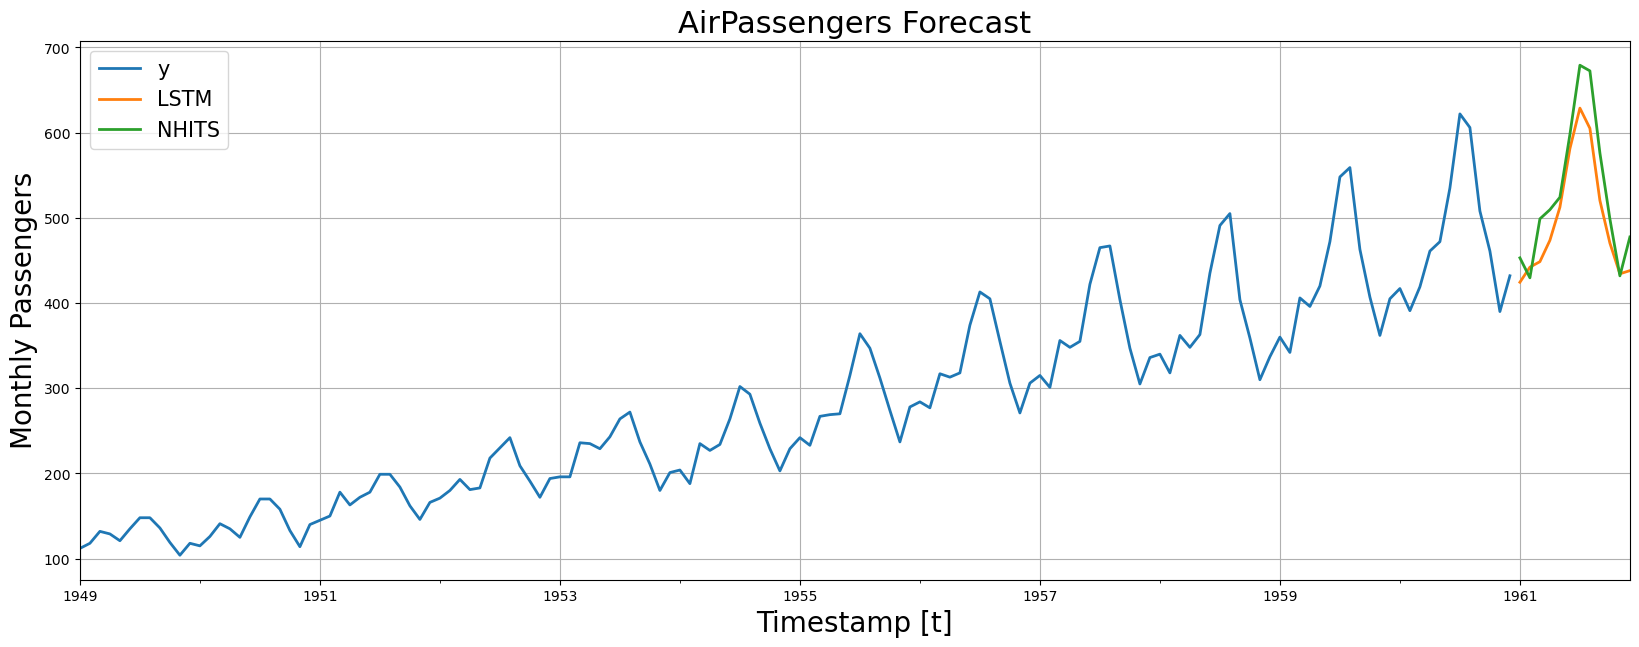 AirPassengers Forecast
700
600
500
400
300
200
100
Monthly Passengers
y
LSTM
NHITS
1949 1951 1953 1955 1957 1959 1961
Timestamp [t]